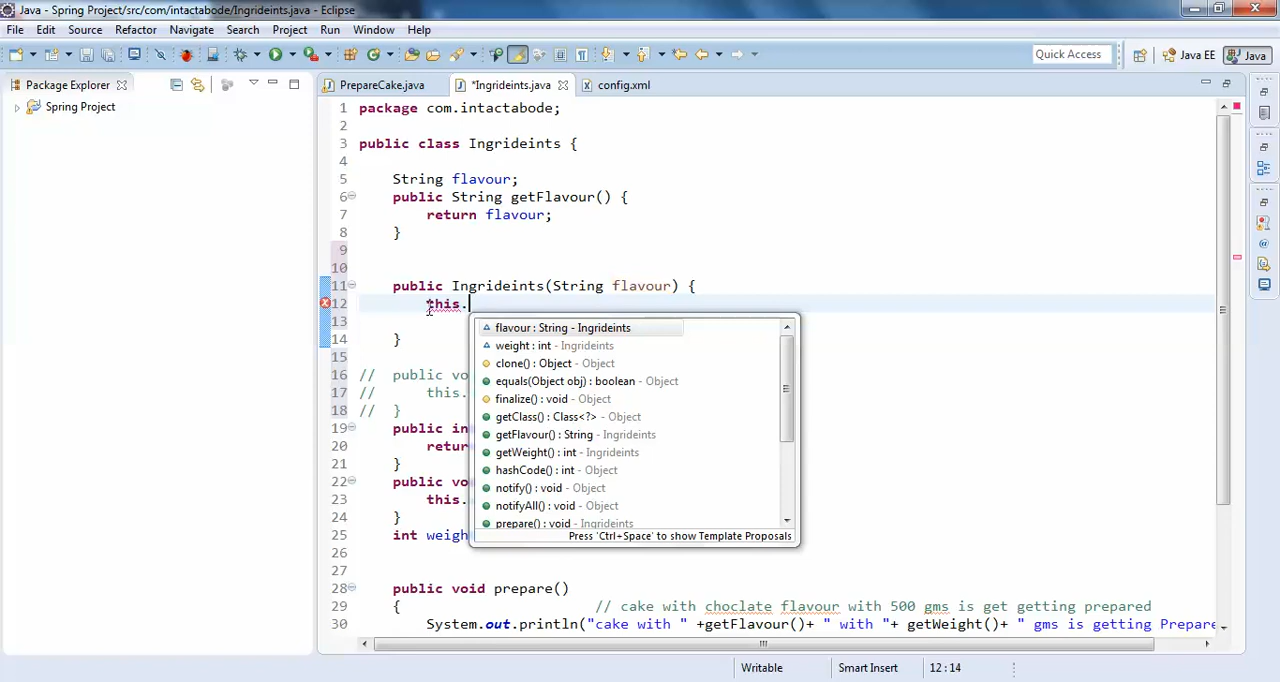 Java - Spring Project/src/com/intactabode/Ingrideints.java - Eclipse
File Edit Source Refactor Navigate Search Project Run Window Help
Quick Access Java EE Java
Package Explorer
Spring Project
PrepareCake.java *Ingrideints.java config.xml
1 package com.intactabode;
2
3 public class Ingrideints {
4
5 String flavour;
6 public String getFlavour() {
7 return flavour;
8 }
9
10
11 public Ingrideints(String flavour) {
12 this.
13
14 }
15
16 // public vo
17 // this.
18 // }
19 public in
20 retur
21 }
22 public vo
23 this.
24 }
25 int weigh
26
27
28 public void prepare()
29 { // cake with choclate flavour with 500 gms is get getting prepared
30 System.out.println("cake with " +getFlavour()+ " with "+ getWeight()+ " gms is getting Prepare
flavour : String - Ingrideints
weight : int - Ingrideints
clone() : Object - Object
equals(Object obj) : boolean - Object
finalize() : void - Object
getClass() : Class<?> - Object
getFlavour() : String - Ingrideints
getWeight() : int - Ingrideints
hashCode() : int - Object
notify() : void - Object
notifyAll() : void - Object
prepare() : void - Ingrideints
Press 'Ctrl+Space' to show Template Proposals
Writable Smart Insert 12 : 14